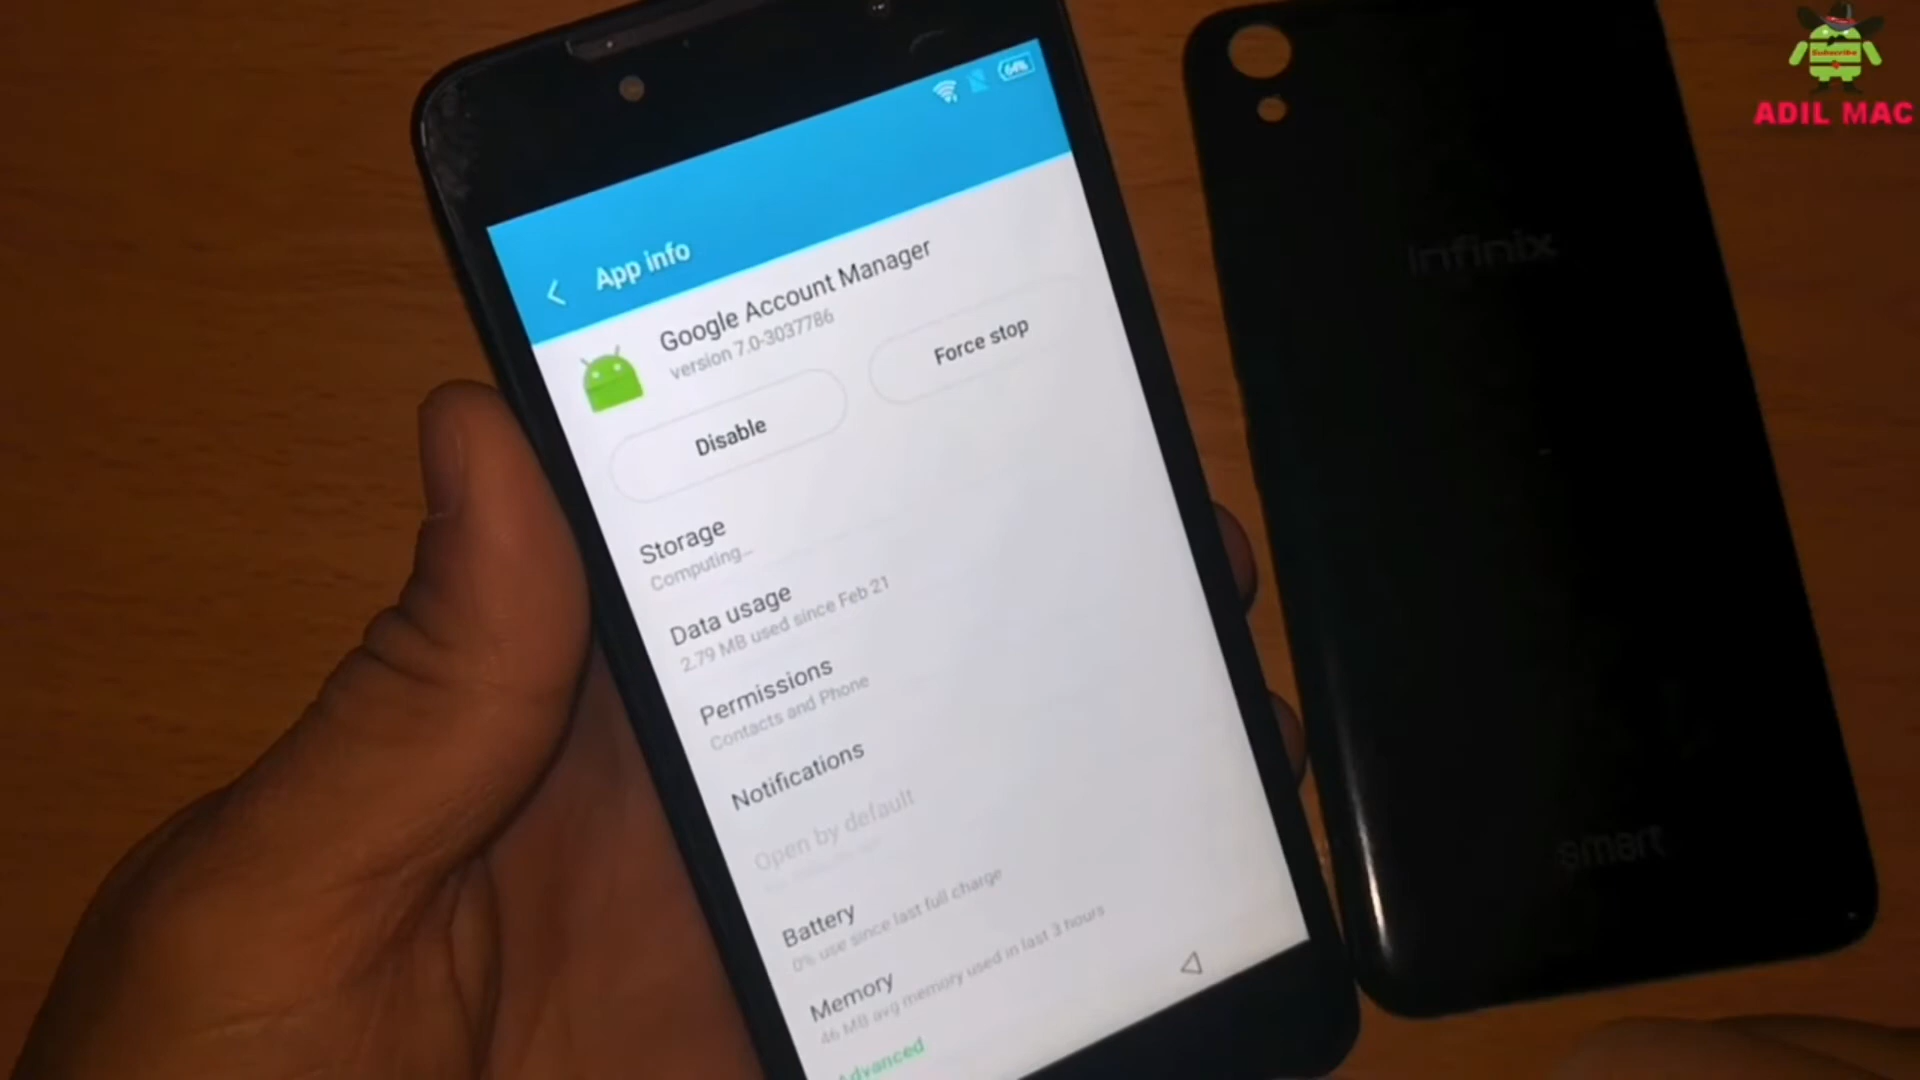 Subscribe
ADIL MAC
64%
App info
Google Account Manager
version 7.0-3037786
Disable
Force stop
Storage
Computing...
Data usage
2.79 MB used since Feb 21
Permissions
Contacts and Phone
Notifications
Open by default
Battery
0% use since last full charge
Memory
46 MB avg memory used in last 3 hours
Advanced
Infinix
smart